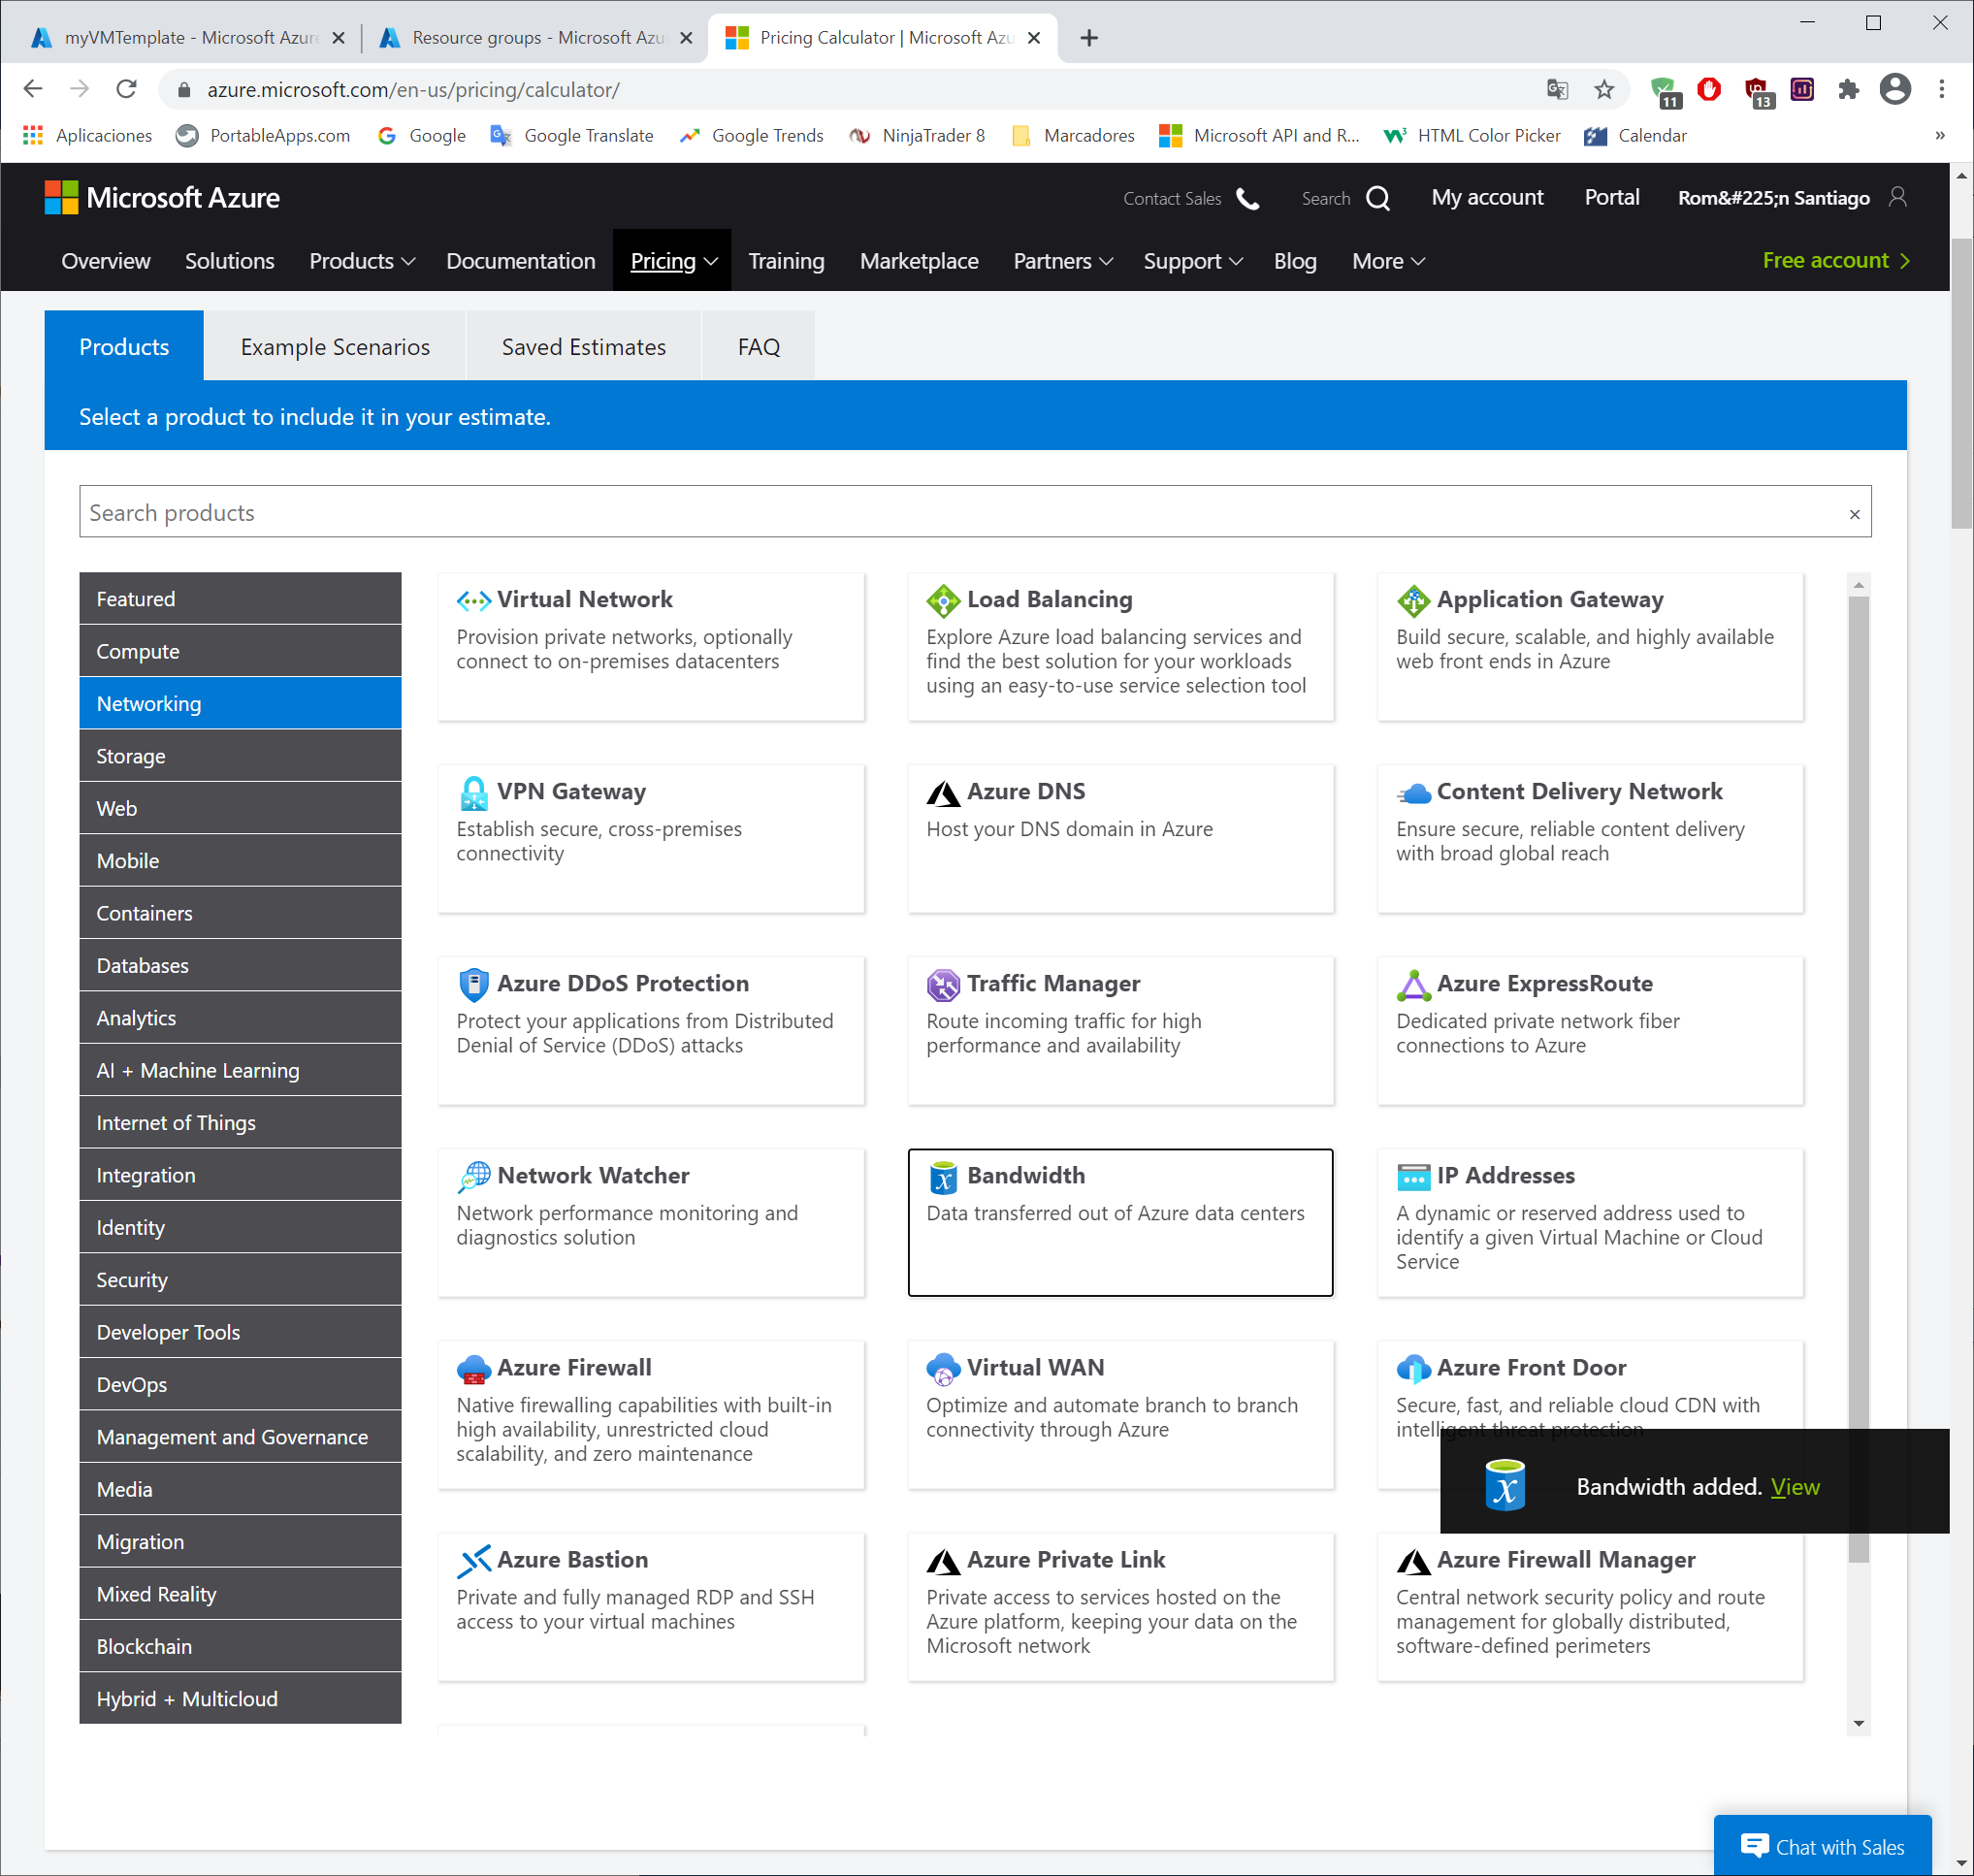 myVMTemplate - Microsoft Azure
Resource groups - Microsoft Azu
Pricing Calculator | Microsoft Azu
azure.microsoft.com/en-us/pricing/calculator/
11
13
Aplicaciones
PortableApps.com
Google
Google Translate
Google Trends
NinjaTrader 8
Marcadores
Microsoft API and R...
HTML Color Picker
Calendar
»
Microsoft Azure
Contact Sales
Search
My account
Portal
Rom&#225;n Santiago
Overview
Solutions
Products
Documentation
Pricing
Training
Marketplace
Partners
Support
Blog
More
Free account
Products
Example Scenarios
Saved Estimates
FAQ
Select a product to include it in your estimate.
Search products
Featured
Compute
Networking
Storage
Web
Mobile
Containers
Databases
Analytics
AI + Machine Learning
Internet of Things
Integration
Identity
Security
Developer Tools
DevOps
Management and Governance
Media
Migration
Mixed Reality
Blockchain
Hybrid + Multicloud
Virtual Network
Provision private networks, optionally
connect to on-premises datacenters
Load Balancing
Explore Azure load balancing services and
find the best solution for your workloads
using an easy-to-use service selection tool
Application Gateway
Build secure, scalable, and highly available
web front ends in Azure
VPN Gateway
Establish secure, cross-premises
connectivity
Azure DNS
Host your DNS domain in Azure
Content Delivery Network
Ensure secure, reliable content delivery
with broad global reach
Azure DDoS Protection
Protect your applications from Distributed
Denial of Service (DDoS) attacks
Traffic Manager
Route incoming traffic for high
performance and availability
Azure ExpressRoute
Dedicated private network fiber
connections to Azure
Network Watcher
Network performance monitoring and
diagnostics solution
Bandwidth
Data transferred out of Azure data centers
IP Addresses
A dynamic or reserved address used to
identify a given Virtual Machine or Cloud
Service
Azure Firewall
Native firewalling capabilities with built-in
high availability, unrestricted cloud
scalability, and zero maintenance
Virtual WAN
Optimize and automate branch to branch
connectivity through Azure
Azure Front Door
Secure, fast, and reliable cloud CDN with
intelligent threat protection
Bandwidth added. View
Azure Bastion
Private and fully managed RDP and SSH
access to your virtual machines
Azure Private Link
Private access to services hosted on the
Azure platform, keeping your data on the
Microsoft network
Azure Firewall Manager
Central network security policy and route
management for globally distributed,
software-defined perimeters
Chat with Sales